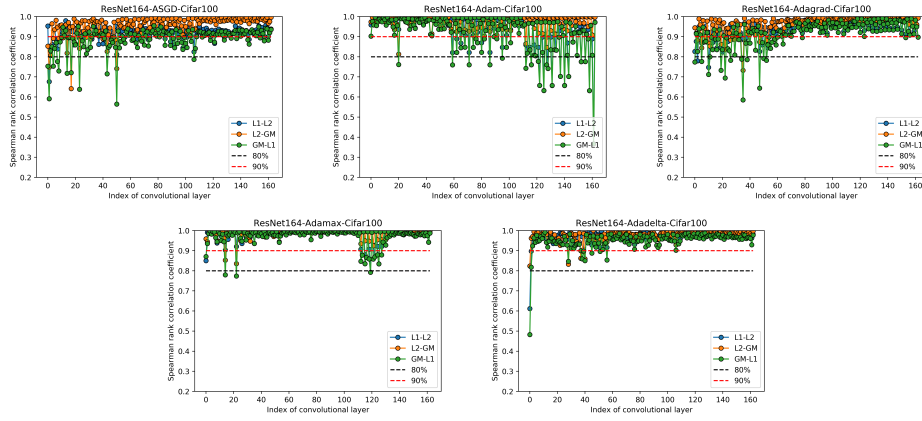 ResNet164-ASGD-Cifar100
Spearman rank correlation coefficient
1.0
0.9
0.8
0.7
0.6
0.5
0.4
0.3
0.2
L1-L2
L2-GM
GM-L1
80%
90%
0 20 40 60 80 100 120 140 160
Index of convolutional layer
ResNet164-Adam-Cifar100
Spearman rank correlation coefficient
1.0
0.9
0.8
0.7
0.6
0.5
0.4
0.3
0.2
L1-L2
L2-GM
GM-L1
80%
90%
0 20 40 60 80 100 120 140 160
Index of convolutional layer
ResNet164-Adagrad-Cifar100
Spearman rank correlation coefficient
1.0
0.9
0.8
0.7
0.6
0.5
0.4
0.3
0.2
L1-L2
L2-GM
GM-L1
80%
90%
0 20 40 60 80 100 120 140 160
Index of convolutional layer
ResNet164-Adamax-Cifar100
Spearman rank correlation coefficient
1.0
0.9
0.8
0.7
0.6
0.5
0.4
0.3
0.2
L1-L2
L2-GM
GM-L1
80%
90%
0 20 40 60 80 100 120 140 160
Index of convolutional layer
ResNet164-Adadelta-Cifar100
Spearman rank correlation coefficient
1.0
0.9
0.8
0.7
0.6
0.5
0.4
0.3
0.2
L1-L2
L2-GM
GM-L1
80%
90%
0 20 40 60 80 100 120 140 160
Index of convolutional layer